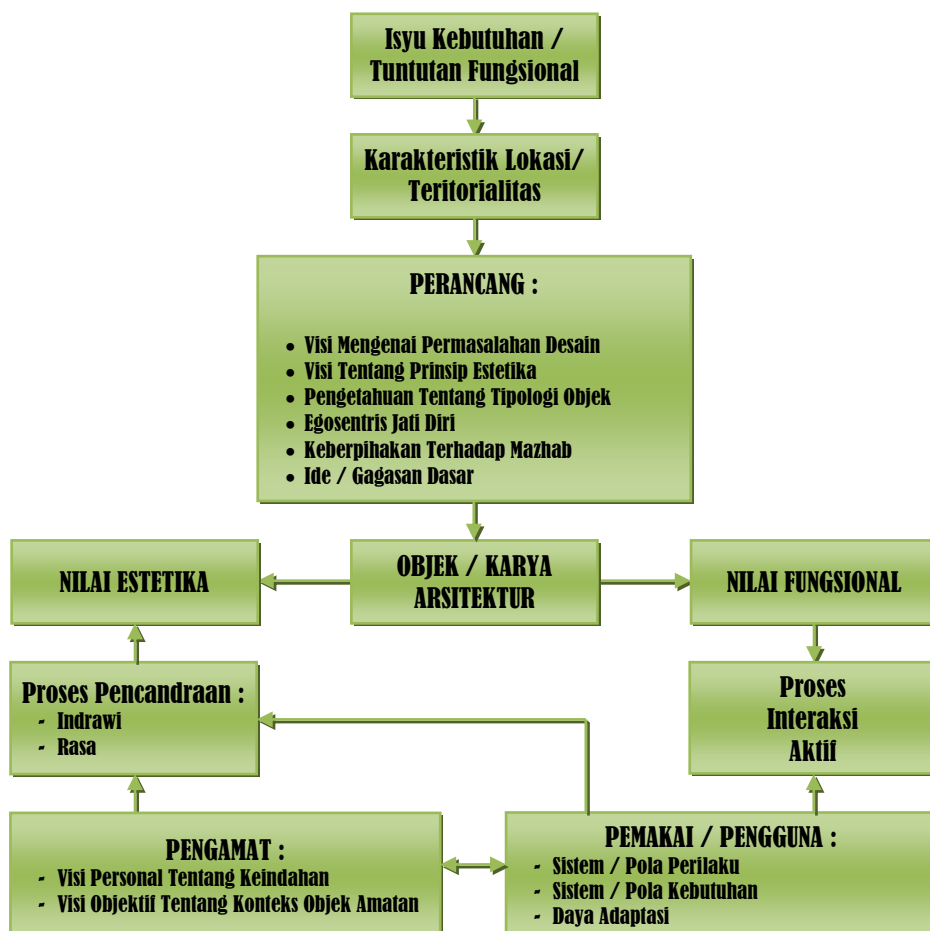 Isyu Kebutuhan /
Tuntutan Fungsional
Karakteristik Lokasi/
Teritorialitas
PERANCANG :
• Visi Mengenai Permasalahan Desain
• Visi Tentang Prinsip Estetika
• Pengetahuan Tentang Tipologi Objek
• Egosentris Jati Diri
• Keberpihakan Terhadap Mazhab
• Ide / Gagasan Dasar
NILAI ESTETIKA
OBJEK / KARYA
ARSITEKTUR
NILAI FUNGSIONAL
Proses Pencandraan :
- Indrawi
- Rasa
Proses
Interaksi
Aktif
PENGAMAT :
- Visi Personal Tentang Keindahan
- Visi Objektif Tentang Konteks Objek Amatan
PEMAKAI / PENGGUNA :
- Sistem / Pola Perilaku
- Sistem / Pola Kebutuhan
- Daya Adaptasi